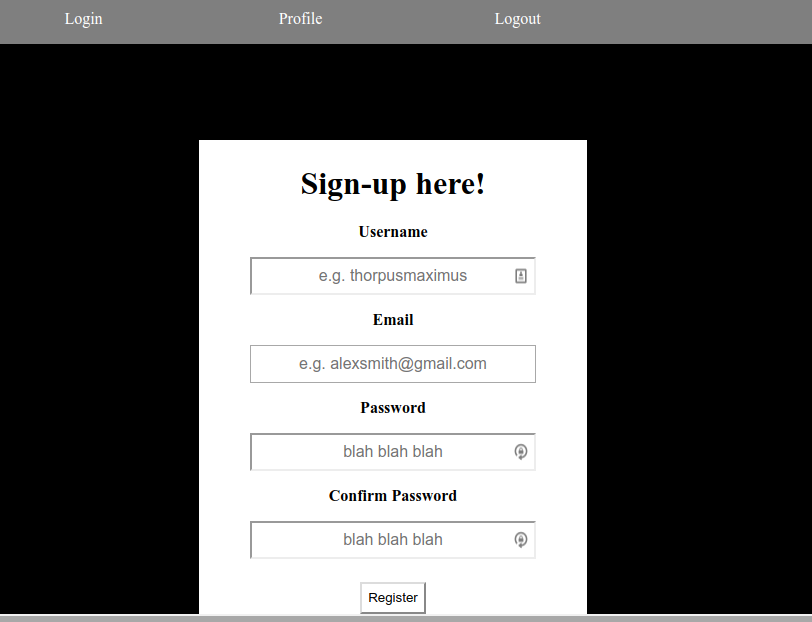 Login Profile Logout
Sign-up here!
Username
e.g. thorpusmaximus
Email
e.g. alexsmith@gmail.com
Password
blah blah blah
Confirm Password
blah blah blah
Register